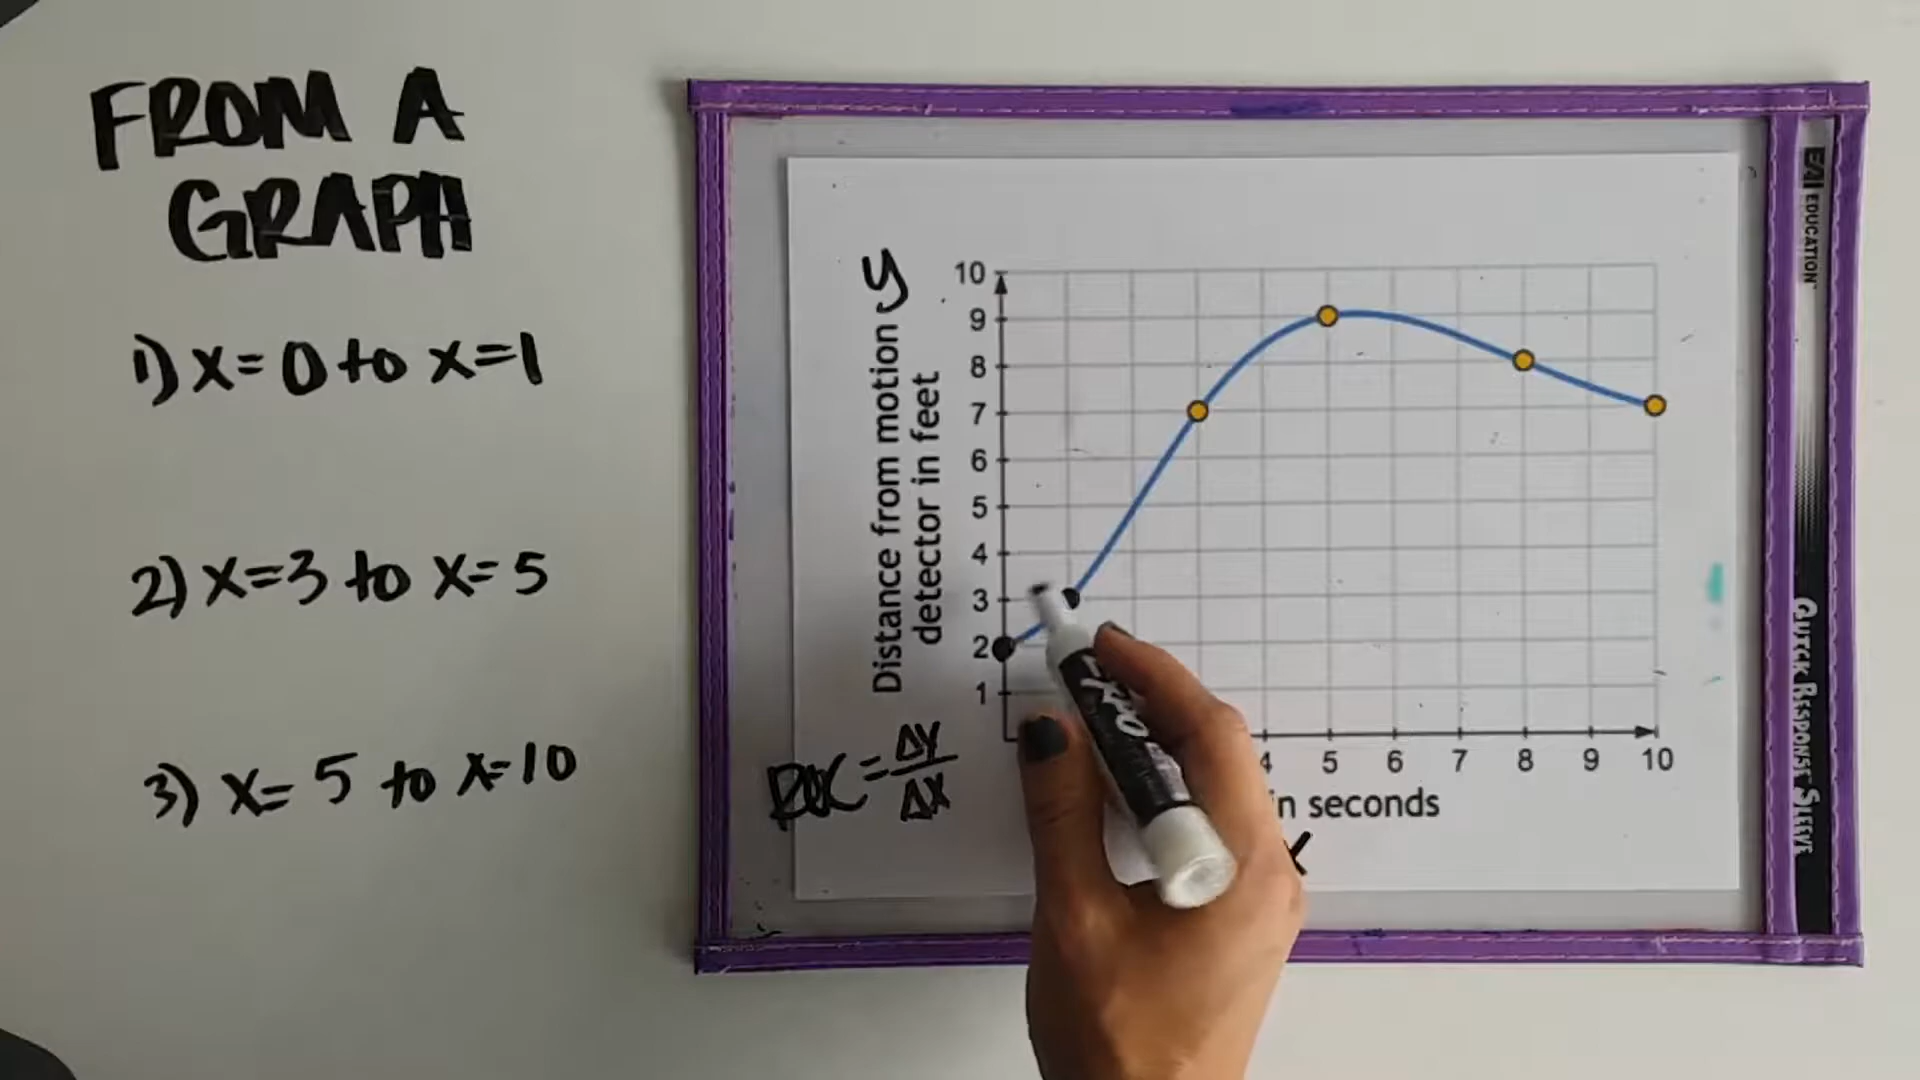 FROM A
GRAPH
1) x=0 to x=1
2) x=3 to x=5
3) x=5 to x=10
y
Distance from motion
detector in feet
10
9
8
7
6
5
4
3
2
1
4 5 6 7 8 9 10
in seconds
x
ROC = ΔY
ΔX
expo
EAI EDUCATION
QUICK RESPONSE SLEEVE